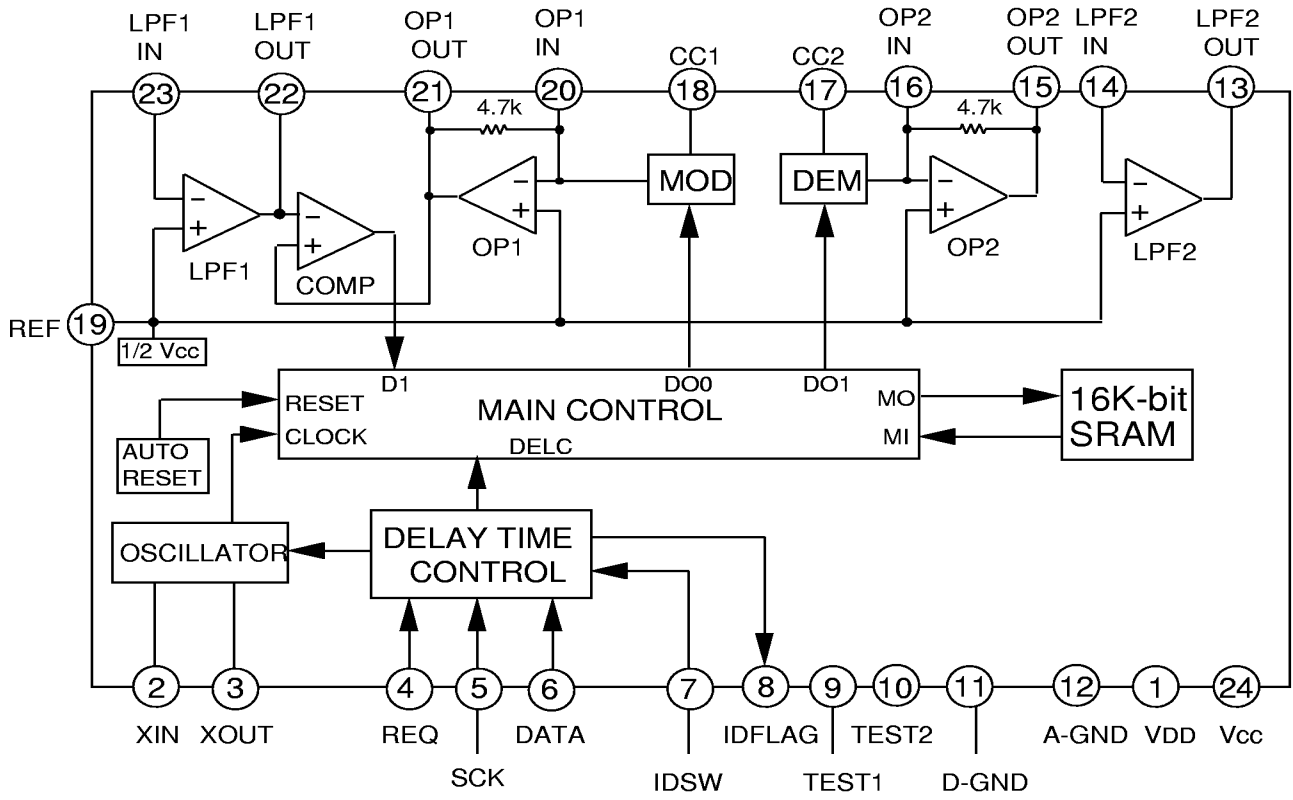 LPF1 IN
LPF1 OUT
OP1 OUT
OP1 IN
CC1
CC2
OP2 IN
OP2 OUT
LPF2 IN
LPF2 OUT
23
22
21
20
18
17
16
15
14
13
4.7k
4.7k
MOD
DEM
− +
LPF1
− +
COMP
− +
OP1
− +
OP2
− +
LPF2
REF
19
1/2 Vcc
D1
DO0
DO1
RESET
CLOCK
MAIN CONTROL
DELC
MO
MI
16K-bit
SRAM
AUTO
RESET
OSCILLATOR
DELAY TIME
CONTROL
2
3
4
5
6
7
8
9
10
11
12
1
24
XIN
XOUT
REQ
SCK
DATA
IDSW
IDFLAG
TEST1
TEST2
D-GND
A-GND
VDD
Vcc